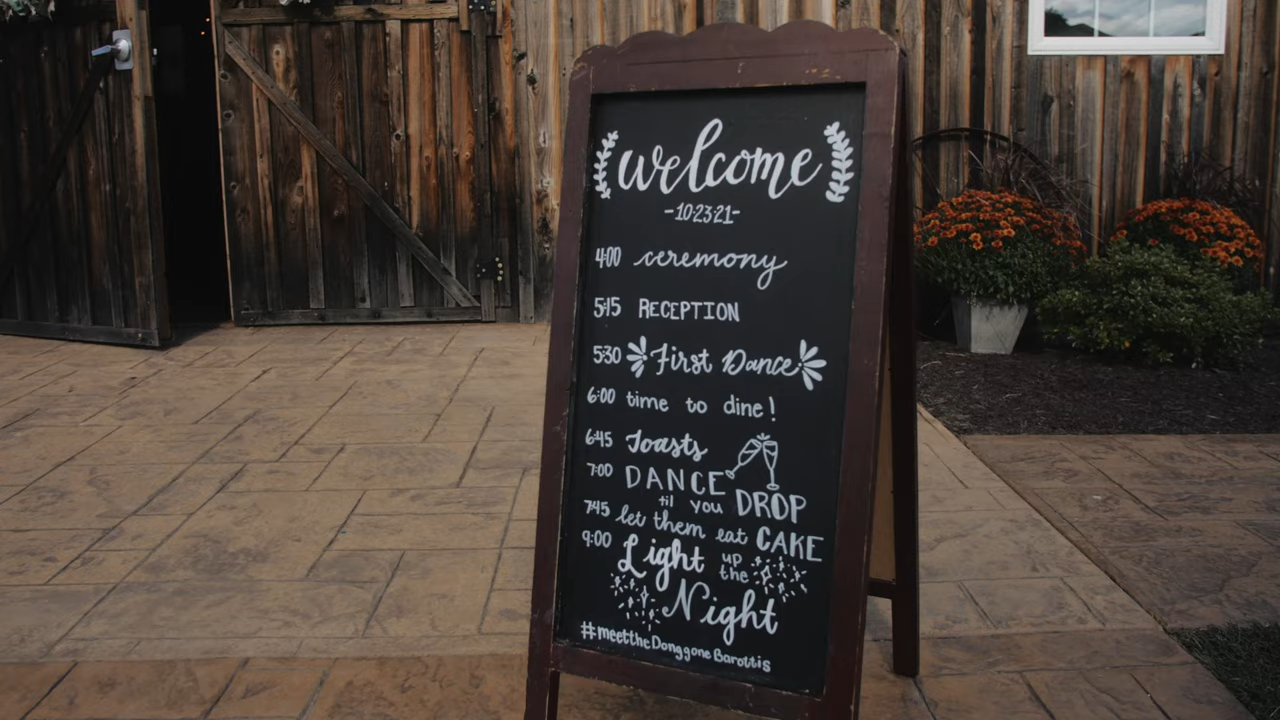 welcome
-10·23·21-
4:00 ceremony
5:15 RECEPTION
5:30 First Dance
6:00 time to dine!
6:45 Toasts
7:00 DANCE
til you DROP
7:45 let them eat CAKE
9:00 Light up the
Night
#meettheDonggoneBarottis